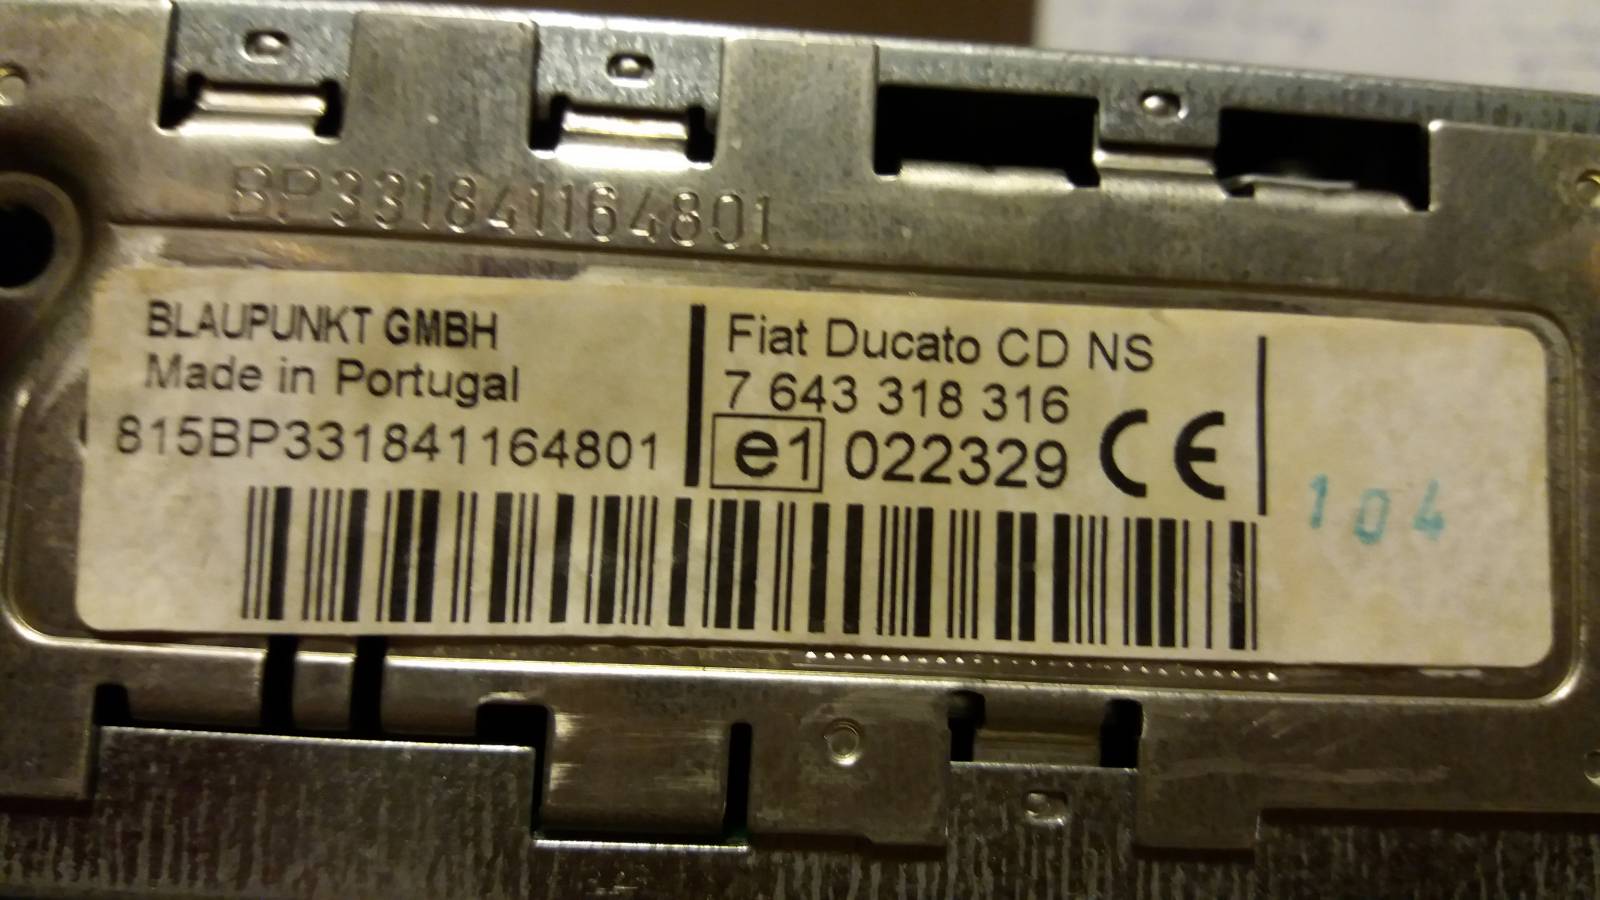 BP331841164801
BLAUPUNKT GMBH
Made in Portugal
815BP331841164801
Fiat Ducato CD NS
7 643 318 316
e1 022329 CE
104